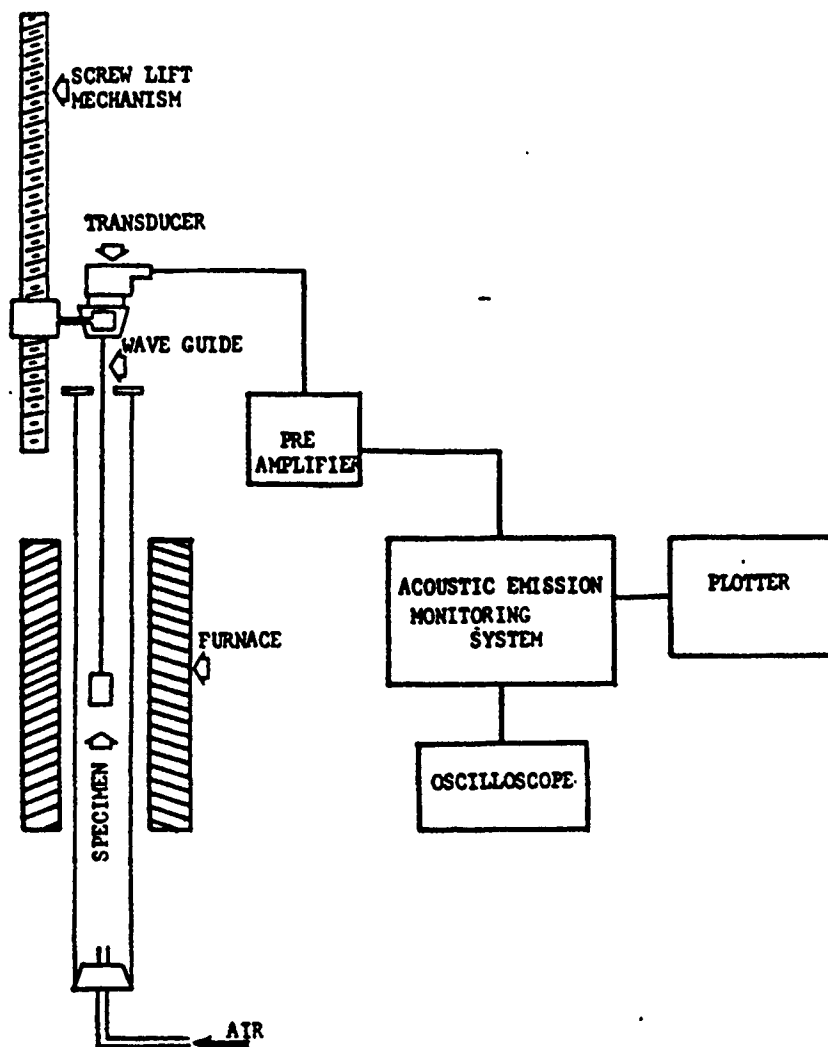 SCREW LIFT
MECHANISM
TRANSDUCER
WAVE GUIDE
PRE
AMPLIFIER
ACOUSTIC EMISSION
MONITORING
SYSTEM
PLOTTER
FURNACE
SPECIMEN
OSCILLOSCOPE
AIR